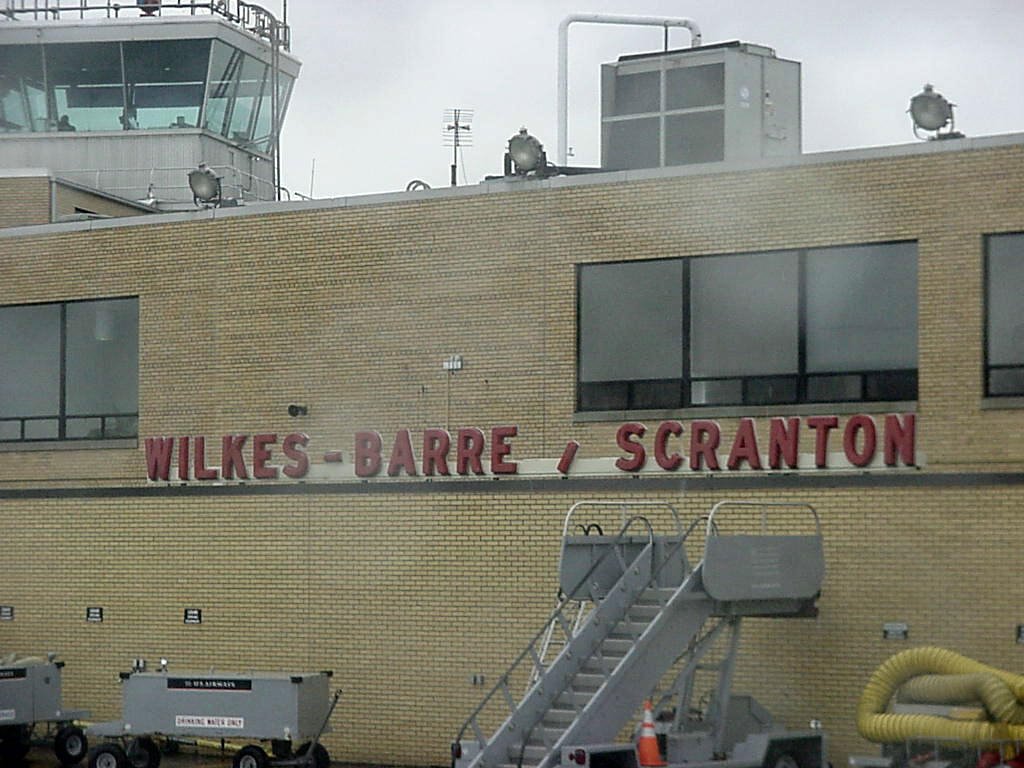 WILKES-BARRE / SCRANTON
US AIRWAYS
DRINKING WATER ONLY